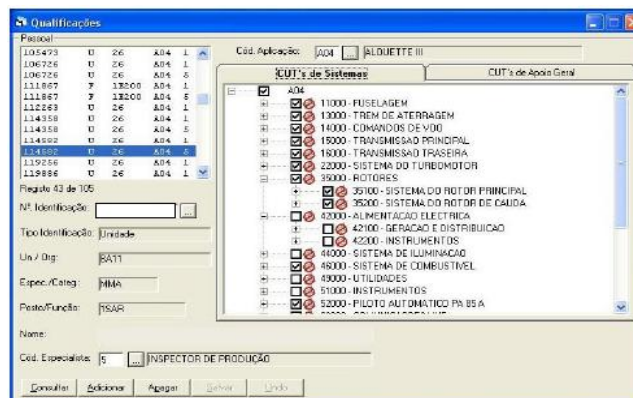 Qualificações
Pessoal
105473 U 26 A04 1
106726 U 26 A04 1
106726 U 26 A04 5
111867 F 1E200 A04 1
111867 F 1E200 A04 5
112263 U 26 A04 1
114358 U 26 A04 1
114358 U 26 A04 5
114582 U 26 A04 1
114582 U 26 A04 5
119256 U 26 A04 1
119886 U 26 A04 1
Registo 43 de 105
Nº. Identificação: ...
Tipo Identificação: Unidade
Un / Org: BA11
Espec./Categ: MMA
Posto/Função: 1SAR
Nome:
Cód. Especialista: 5 ... INSPECTOR DE PRODUÇÃO
Consultar Adicionar Apagar Salvar Undo
Cód. Aplicação: A04 ... ALOUETTE III
CUT's de Sistemas CUT's de Apoio Geral
A04
11000 - FUSELAGEM
13000 - TREM DE ATERRAGEM
14000 - COMANDOS DE VOO
15000 - TRANSMISSAO PRINCIPAL
16000 - TRANSMISSAO TRASEIRA
22000 - SISTEMA DO TURBOMOTOR
35000 - ROTORES
35100 - SISTEMA DO ROTOR PRINCIPAL
35200 - SISTEMA DO ROTOR DE CAUDA
42000 - ALIMENTACAO ELECTRICA
42100 - GERACAO E DISTRIBUICAO
42200 - INSTRUMENTOS
44000 - SISTEMA DE ILUMINACAO
46000 - SISTEMA DE COMBUSTIVEL
49000 - UTILIDADES
51000 - INSTRUMENTOS
52000 - PILOTO AUTOMATICO PA 85 A